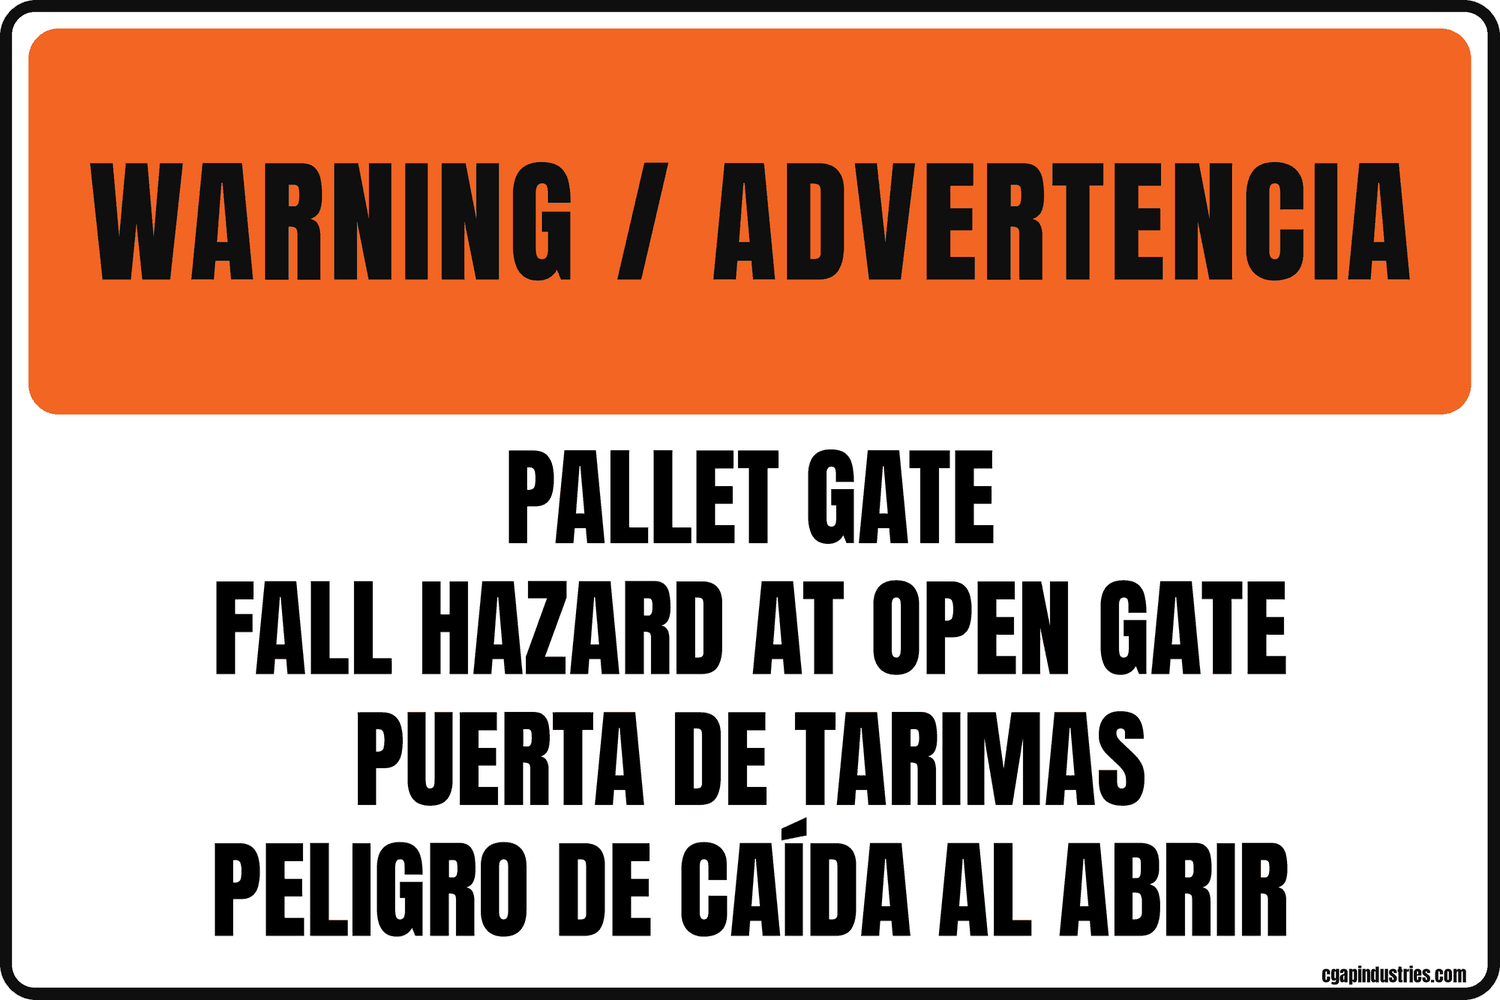 WARNING / ADVERTENCIA
PALLET GATE
FALL HAZARD AT OPEN GATE
PUERTA DE TARIMAS
PELIGRO DE CAÍDA AL ABRIR
cgapindustries.com